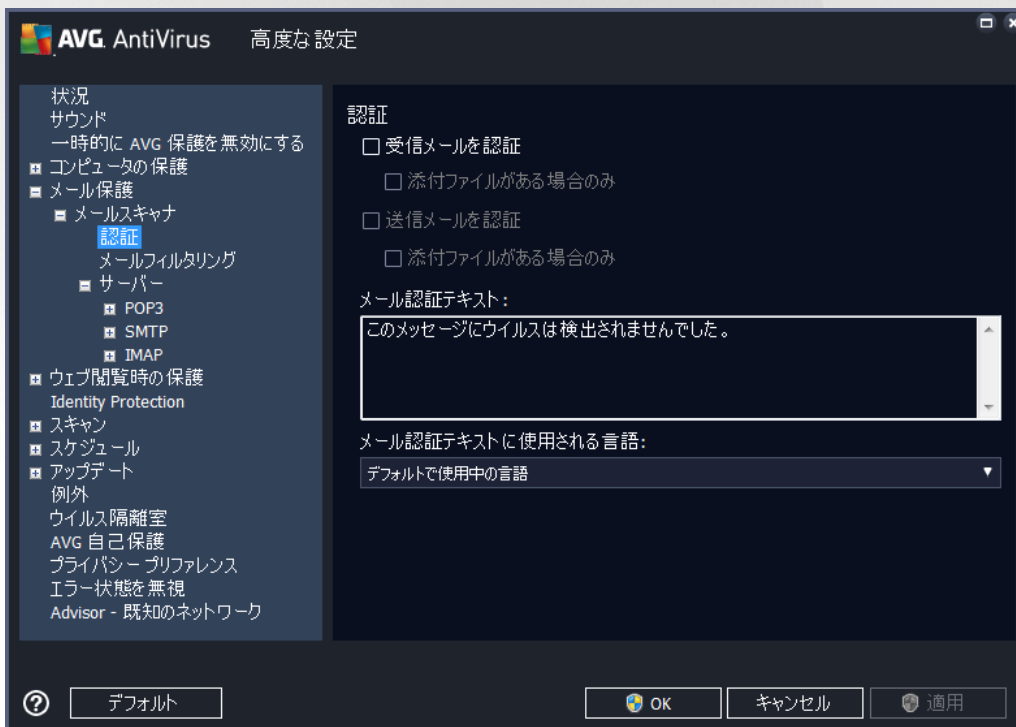 AVG. AntiVirus 高度な設定
状況
サウンド
一時的に AVG 保護を無効にする
コンピュータの保護
メール保護
メールスキャナ
認証
メールフィルタリング
サーバー
POP3
SMTP
IMAP
ウェブ閲覧時の保護
Identity Protection
スキャン
スケジュール
アップデート
例外
ウイルス隔離室
AVG 自己保護
プライバシー プリファレンス
エラー状態を無視
Advisor - 既知のネットワーク
認証
受信メールを認証
添付ファイルがある場合のみ
送信メールを認証
添付ファイルがある場合のみ
メール認証テキスト:
このメッセージにウイルスは検出されませんでした。
メール認証テキストに使用される言語:
デフォルトで使用中の言語
? デフォルト OK キャンセル 適用